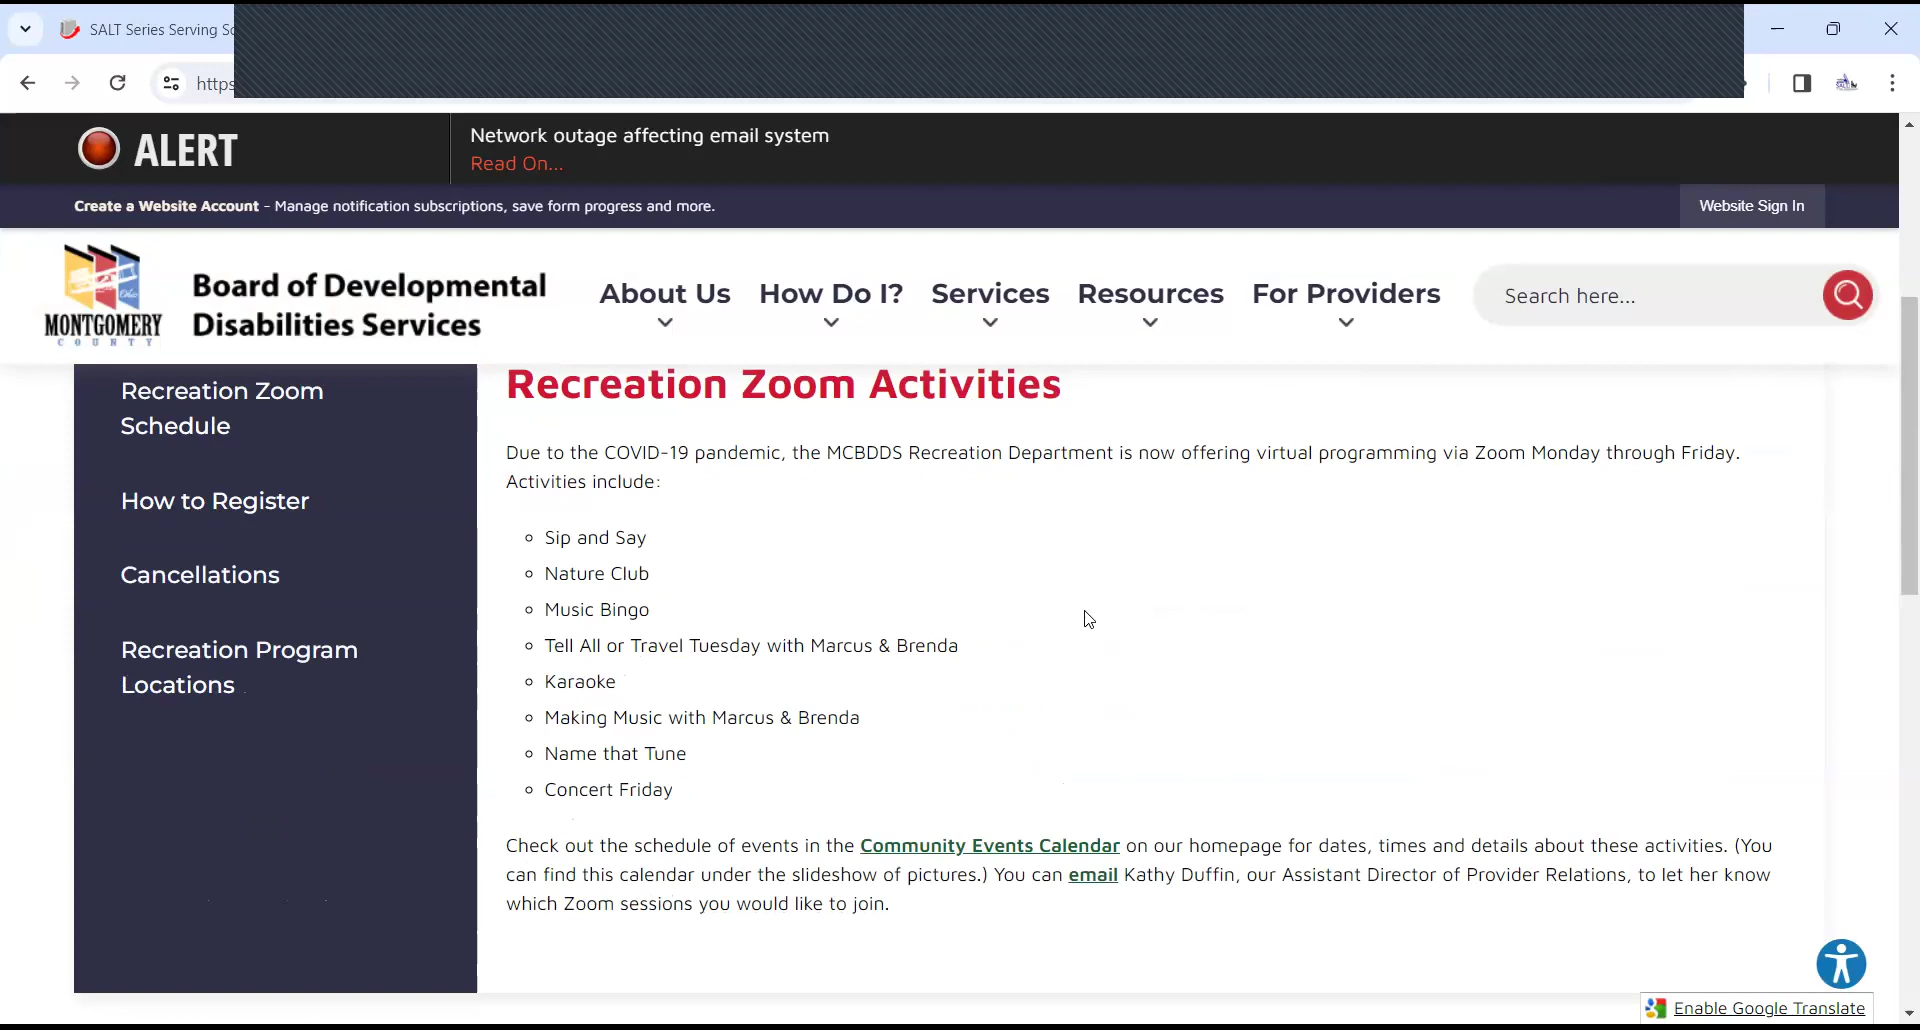 SALT Series Serving Sc
https
ALERT
Network outage affecting email system
Read On...
Create a Website Account - Manage notification subscriptions, save form progress and more.
Website Sign In
MONTGOMERY
COUNTY
Ohio
Board of Developmental
Disabilities Services
About Us
How Do I?
Services
Resources
For Providers
Search here...
Recreation Zoom
Schedule
How to Register
Cancellations
Recreation Program
Locations
Recreation Zoom Activities
Due to the COVID-19 pandemic, the MCBDDS Recreation Department is now offering virtual programming via Zoom Monday through Friday.
Activities include:
Sip and Say
Nature Club
Music Bingo
Tell All or Travel Tuesday with Marcus & Brenda
Karaoke
Making Music with Marcus & Brenda
Name that Tune
Concert Friday
Check out the schedule of events in the Community Events Calendar on our homepage for dates, times and details about these activities. (You
can find this calendar under the slideshow of pictures.) You can email Kathy Duffin, our Assistant Director of Provider Relations, to let her know
which Zoom sessions you would like to join.
Enable Google Translate